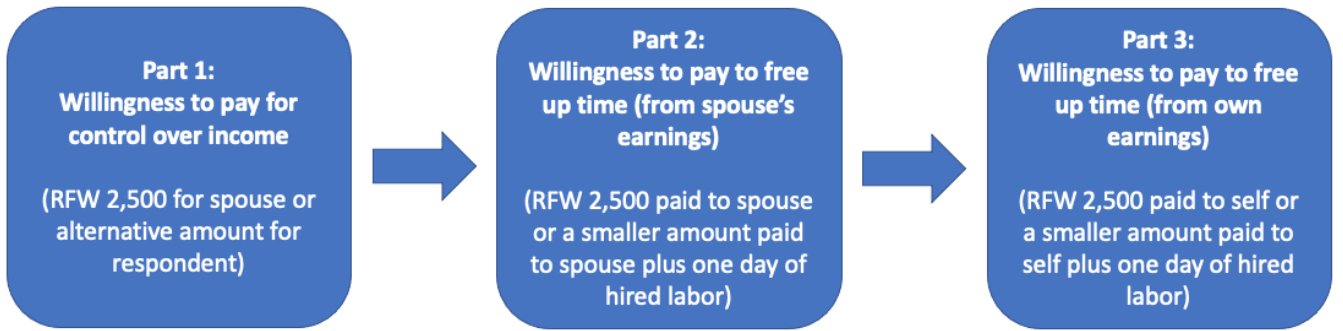 Part 1:
Willingness to pay for
control over income
(RFW 2,500 for spouse or
alternative amount for
respondent)
Part 2:
Willingness to pay to free
up time (from spouse's
earnings)
(RFW 2,500 paid to spouse
or a smaller amount paid
to spouse plus one day of
hired labor)
Part 3:
Willingness to pay to free
up time (from own
earnings)
(RFW 2,500 paid to self or
a smaller amount paid to
self plus one day of hired
labor)